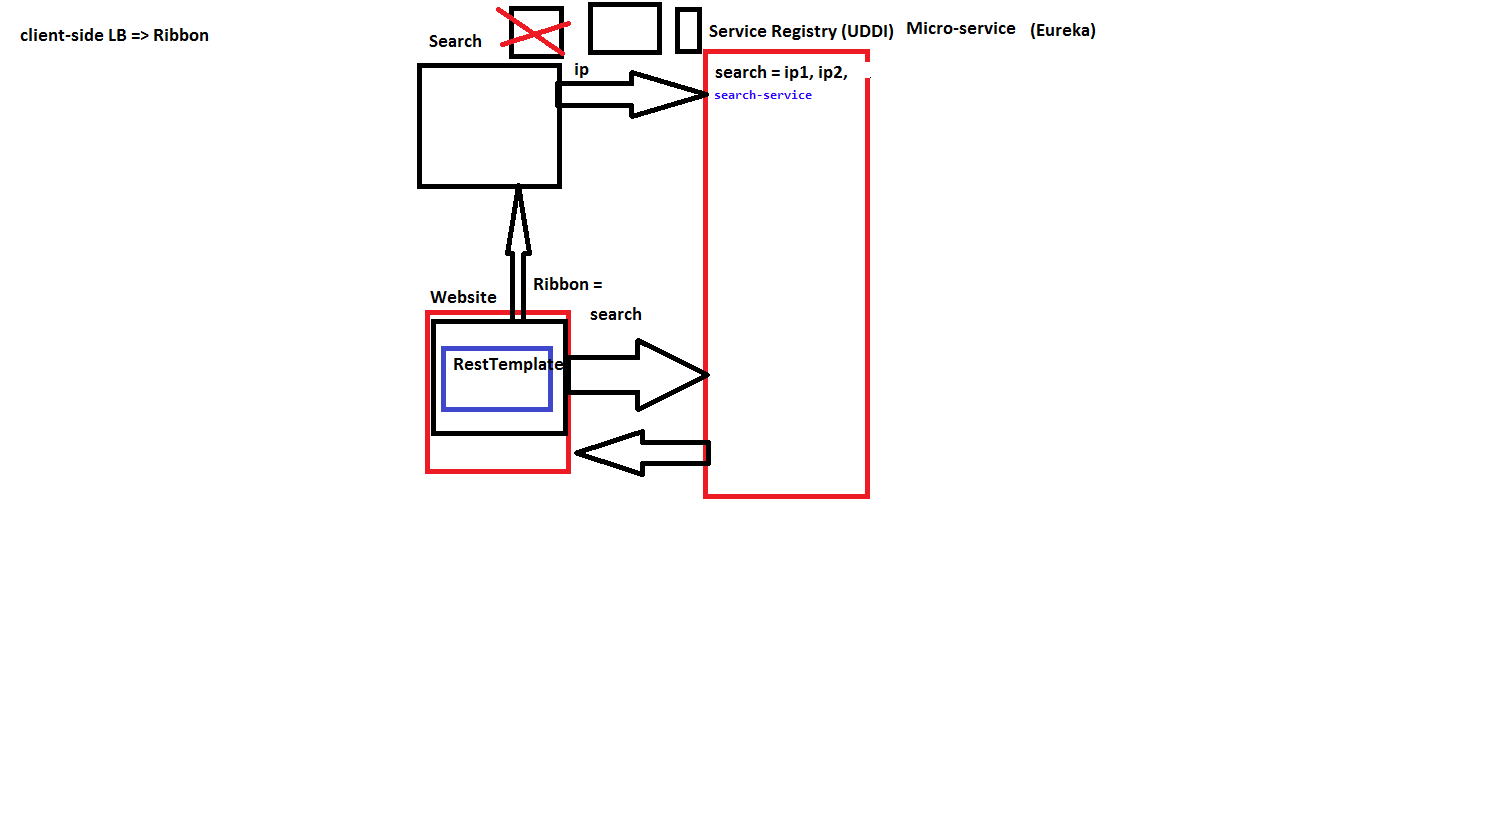 client-side LB => Ribbon
Search
Service Registry (UDDI)
Micro-service
(Eureka)
ip
search = ip1, ip2,
search-service
Ribbon =
Website
search
RestTemplate